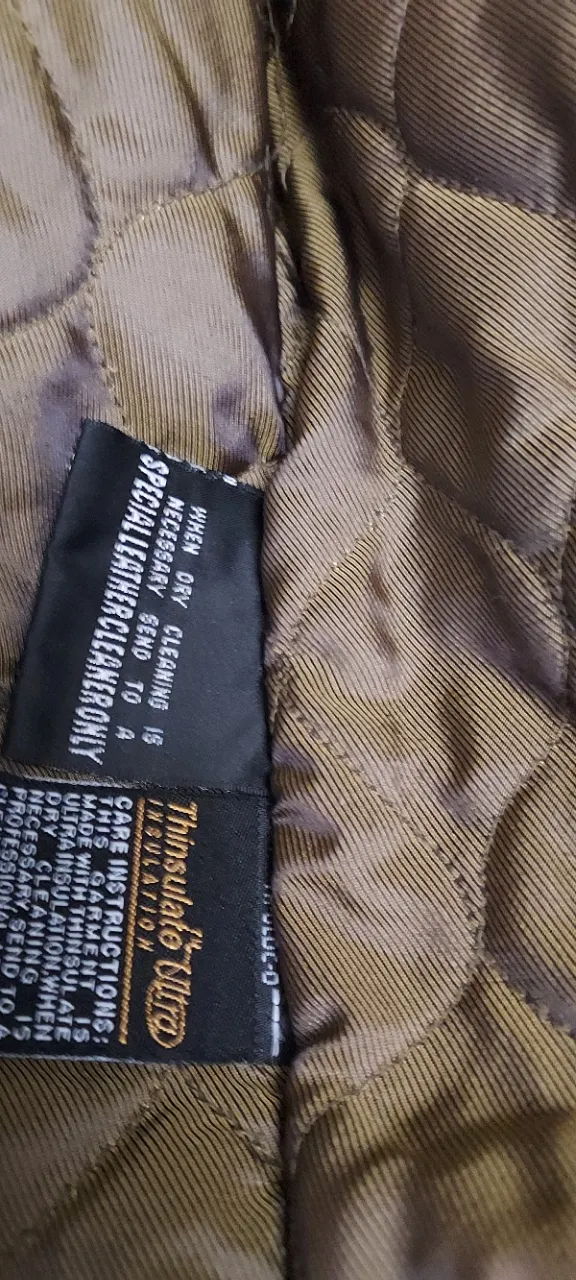 WHEN DRY CLEANING IS
NECESSARY SEND TO A
SPECIAL LEATHER CLEANER ONLY
Thinsulate™ Ultra
INSULATION
CARE INSTRUCTIONS:
THIS GARMENT IS
MADE WITH THINSULATE
ULTRA INSULATION. WHEN
DRY CLEANING IS
NECESSARY SEND TO A